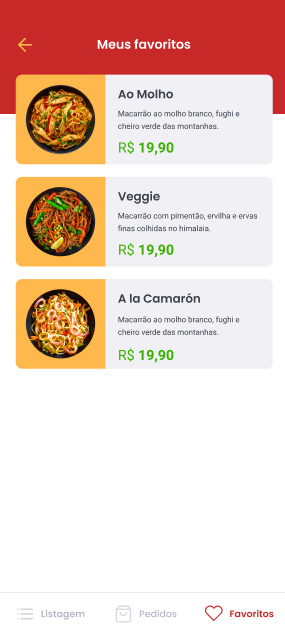 Meus favoritos
Ao Molho
Macarrão ao molho branco, fughi e
cheiro verde das montanhas.
R$ 19,90
Veggie
Macarrão com pimentão, ervilha e ervas
finas colhidas no himalaia.
R$ 19,90
A la Camarón
Macarrão ao molho branco, fughi e
cheiro verde das montanhas.
R$ 19,90
Listagem Pedidos Favoritos